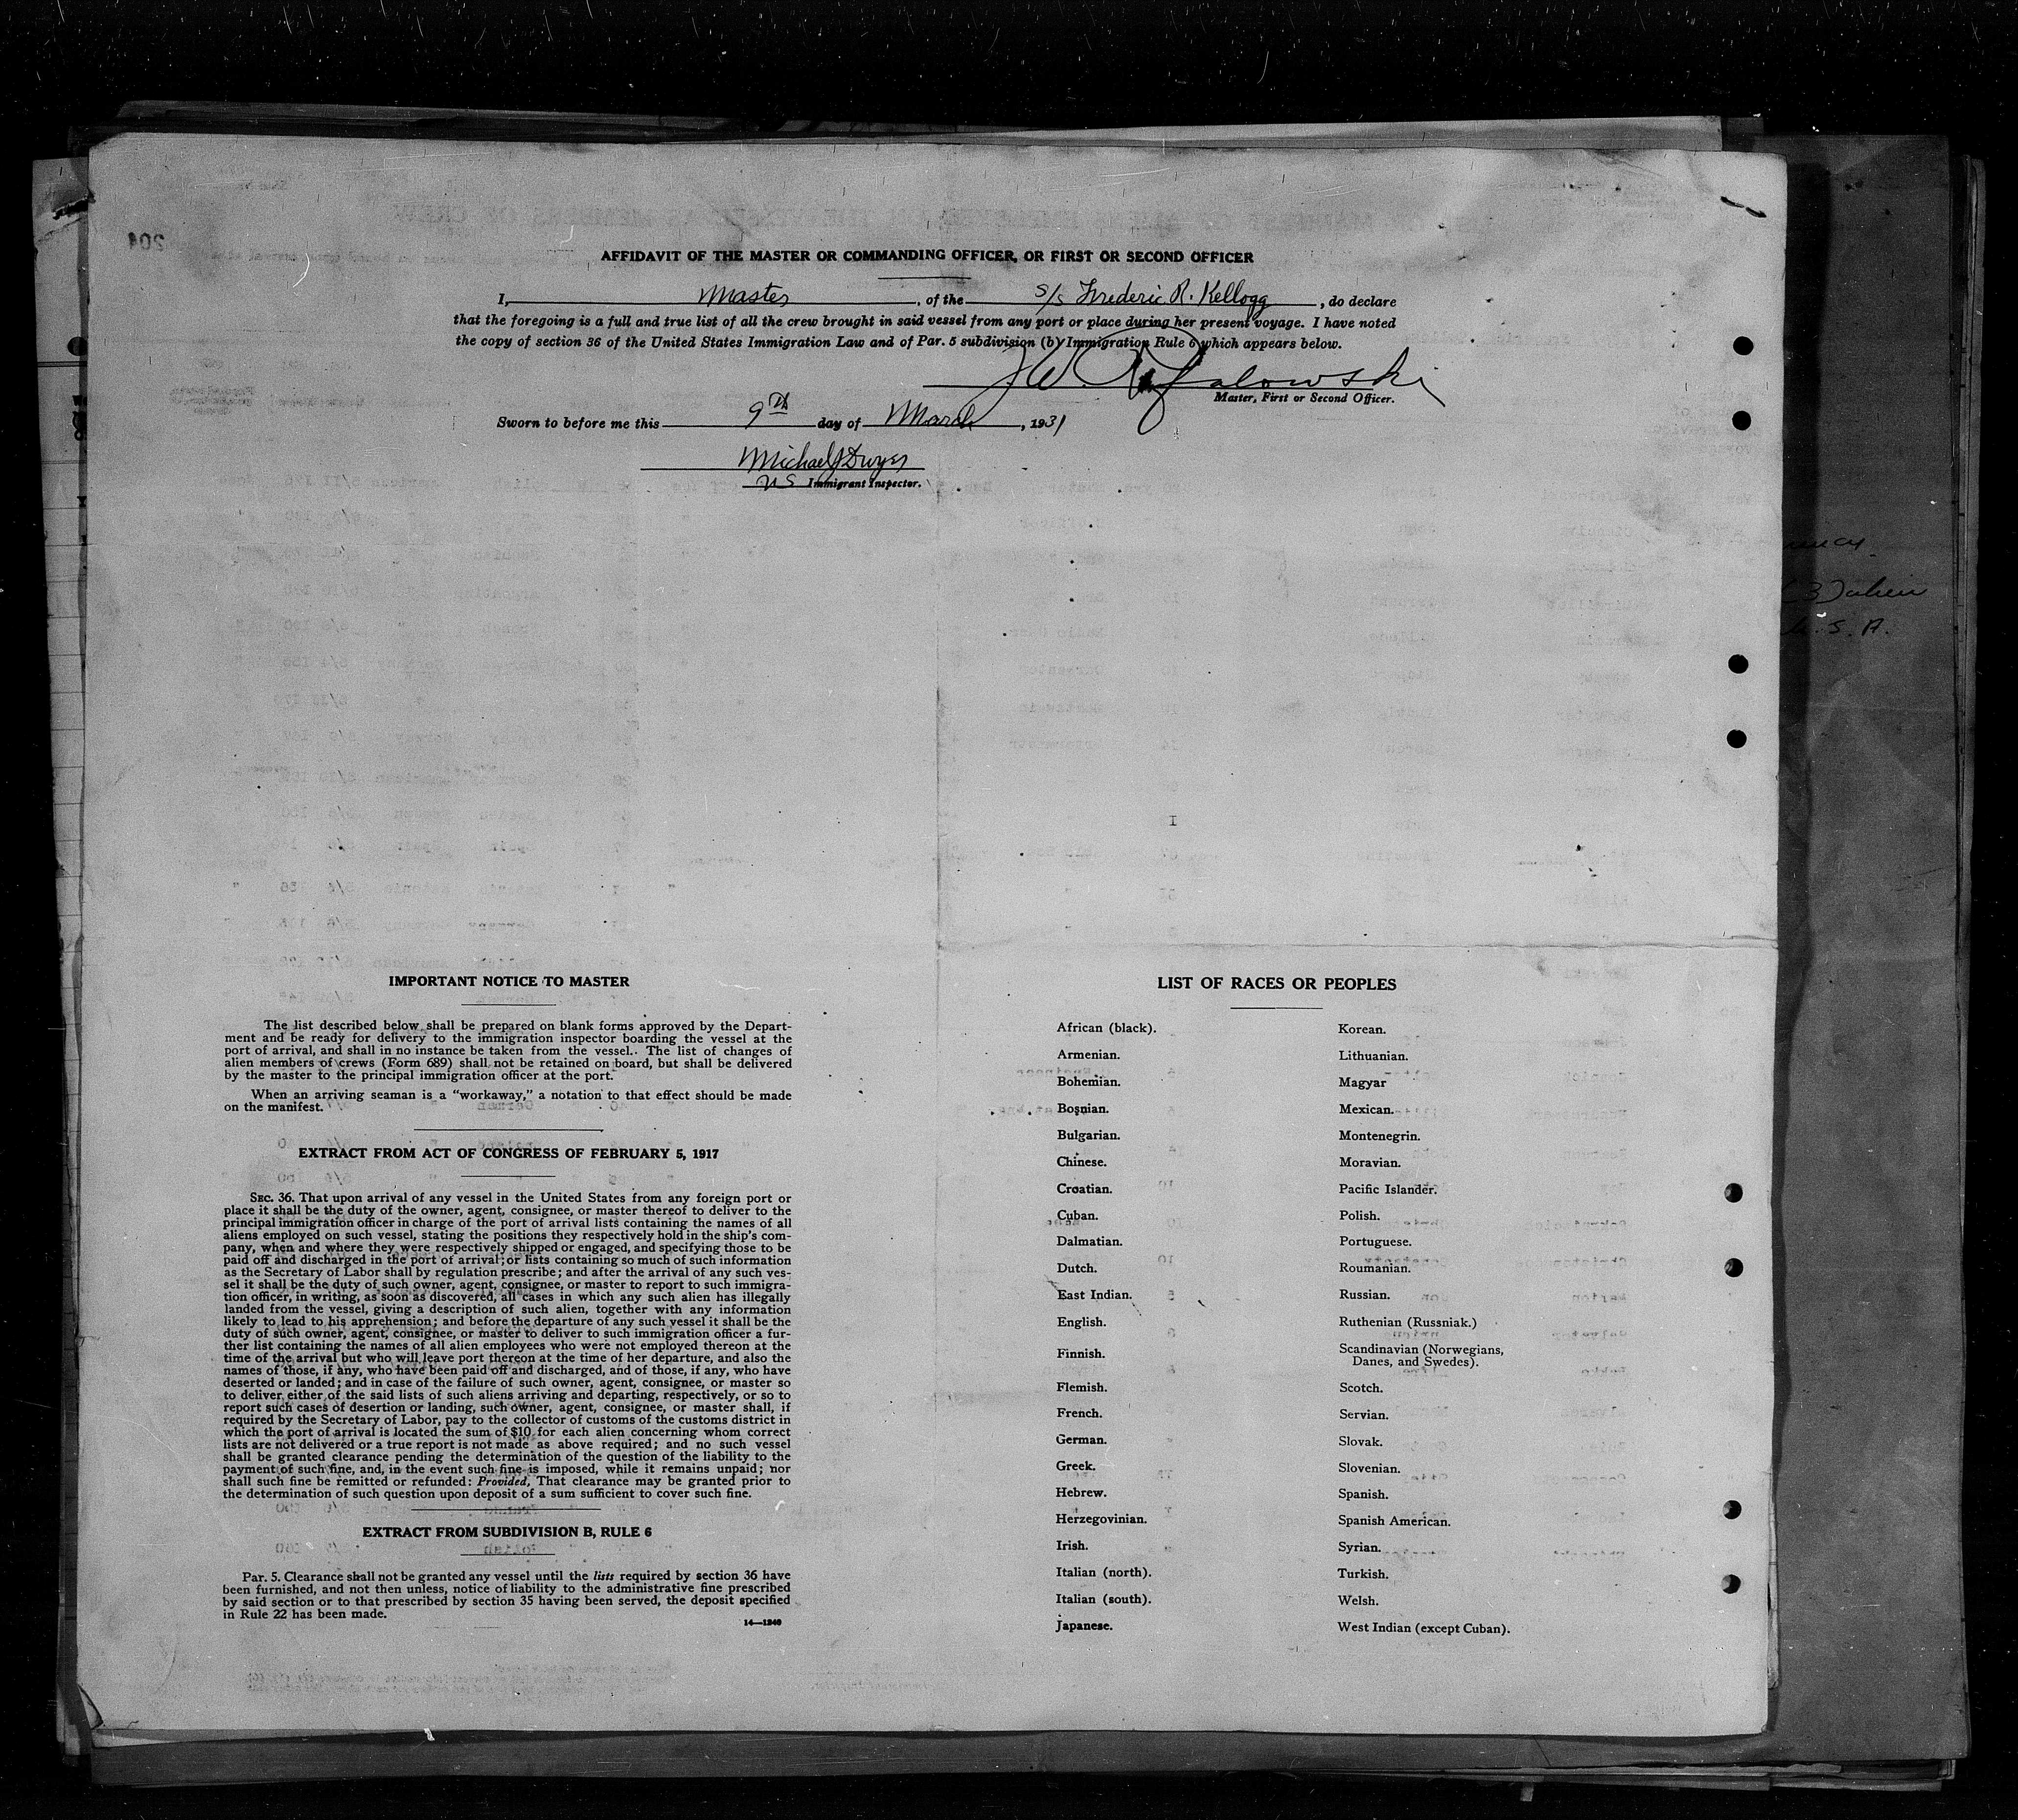 AFFIDAVIT OF THE MASTER OR COMMANDING OFFICER, OR FIRST OR SECOND OFFICER
I, Master, of the s/s Frederic R. Kellogg, do declare
that the foregoing is a full and true list of all the crew brought in said vessel from any port or place during her present voyage. I have noted
the copy of section 36 of the United States Immigration Law and of Par. 5 subdivision (b) Immigration Rule 6 which appears below.
Master, First or Second Officer.
Sworn to before me this 9th day of March, 1931
Michael J Dwyer
US Immigrant Inspector.
IMPORTANT NOTICE TO MASTER
The list described below shall be prepared on blank forms approved by the Depart-
ment and be ready for delivery to the immigration inspector boarding the vessel at the
port of arrival, and shall in no instance be taken from the vessel. The list of changes of
alien members of crews (Form 689) shall not be retained on board, but shall be delivered
by the master to the principal immigration officer at the port.
When an arriving seaman is a "workaway," a notation to that effect should be made
on the manifest.
EXTRACT FROM ACT OF CONGRESS OF FEBRUARY 5, 1917
SEC. 36. That upon arrival of any vessel in the United States from any foreign port or
place it shall be the duty of the owner, agent, consignee, or master thereof to deliver to the
principal immigration officer in charge of the port of arrival lists containing the names of all
aliens employed on such vessel, stating the positions they respectively hold in the ship's com-
pany, when and where they were respectively shipped or engaged, and specifying those to be
paid off and discharged in the port of arrival; or lists containing so much of such information
as the Secretary of Labor shall by regulation prescribe; and after the arrival of any such ves-
sel it shall be the duty of such owner, agent, consignee, or master to report to such immigra-
tion officer, in writing, as soon as discovered, all cases in which any such alien has illegally
landed from the vessel, giving a description of such alien, together with any information
likely to lead to his apprehension; and before the departure of any such vessel it shall be the
duty of such owner, agent, consignee, or master to deliver to such immigration officer a fur-
ther list containing the names of all alien employees who were not employed thereon at the
time of the arrival but who will leave port thereon at the time of her departure, and also the
names of those, if any, who have been paid off and discharged, and of those, if any, who have
deserted or landed; and in case of the failure of such owner, agent, consignee, or master so
to deliver either of the said lists of such aliens arriving and departing, respectively, or so to
report such cases of desertion or landing, such owner, agent, consignee, or master shall, if
required by the Secretary of Labor, pay to the collector of customs of the customs district in
which the port of arrival is located the sum of $10 for each alien concerning whom correct
lists are not delivered or a true report is not made as above required; and no such vessel
shall be granted clearance pending the determination of the question of the liability to the
payment of such fine, and, in the event such fine is imposed, while it remains unpaid; nor
shall such fine be remitted or refunded: Provided, That clearance may be granted prior to
the determination of such question upon deposit of a sum sufficient to cover such fine.
EXTRACT FROM SUBDIVISION B, RULE 6
Par. 5. Clearance shall not be granted any vessel until the lists required by section 36 have
been furnished, and not then unless, notice of liability to the administrative fine prescribed
by said section or to that prescribed by section 35 having been served, the deposit specified
in Rule 22 has been made.
14—1240
LIST OF RACES OR PEOPLES
African (black).
Armenian.
Bohemian.
Bosnian.
Bulgarian.
Chinese.
Croatian.
Cuban.
Dalmatian.
Dutch.
East Indian.
English.
Finnish.
Flemish.
French.
German.
Greek.
Hebrew.
Herzegovinian.
Irish.
Italian (north).
Italian (south).
Japanese.
Korean.
Lithuanian.
Magyar
Mexican.
Montenegrin.
Moravian.
Pacific Islander.
Polish.
Portuguese.
Roumanian.
Russian.
Ruthenian (Russniak.)
Scandinavian (Norwegians,
Danes, and Swedes).
Scotch.
Servian.
Slovak.
Slovenian.
Spanish.
Spanish American.
Syrian.
Turkish.
Welsh.
West Indian (except Cuban).